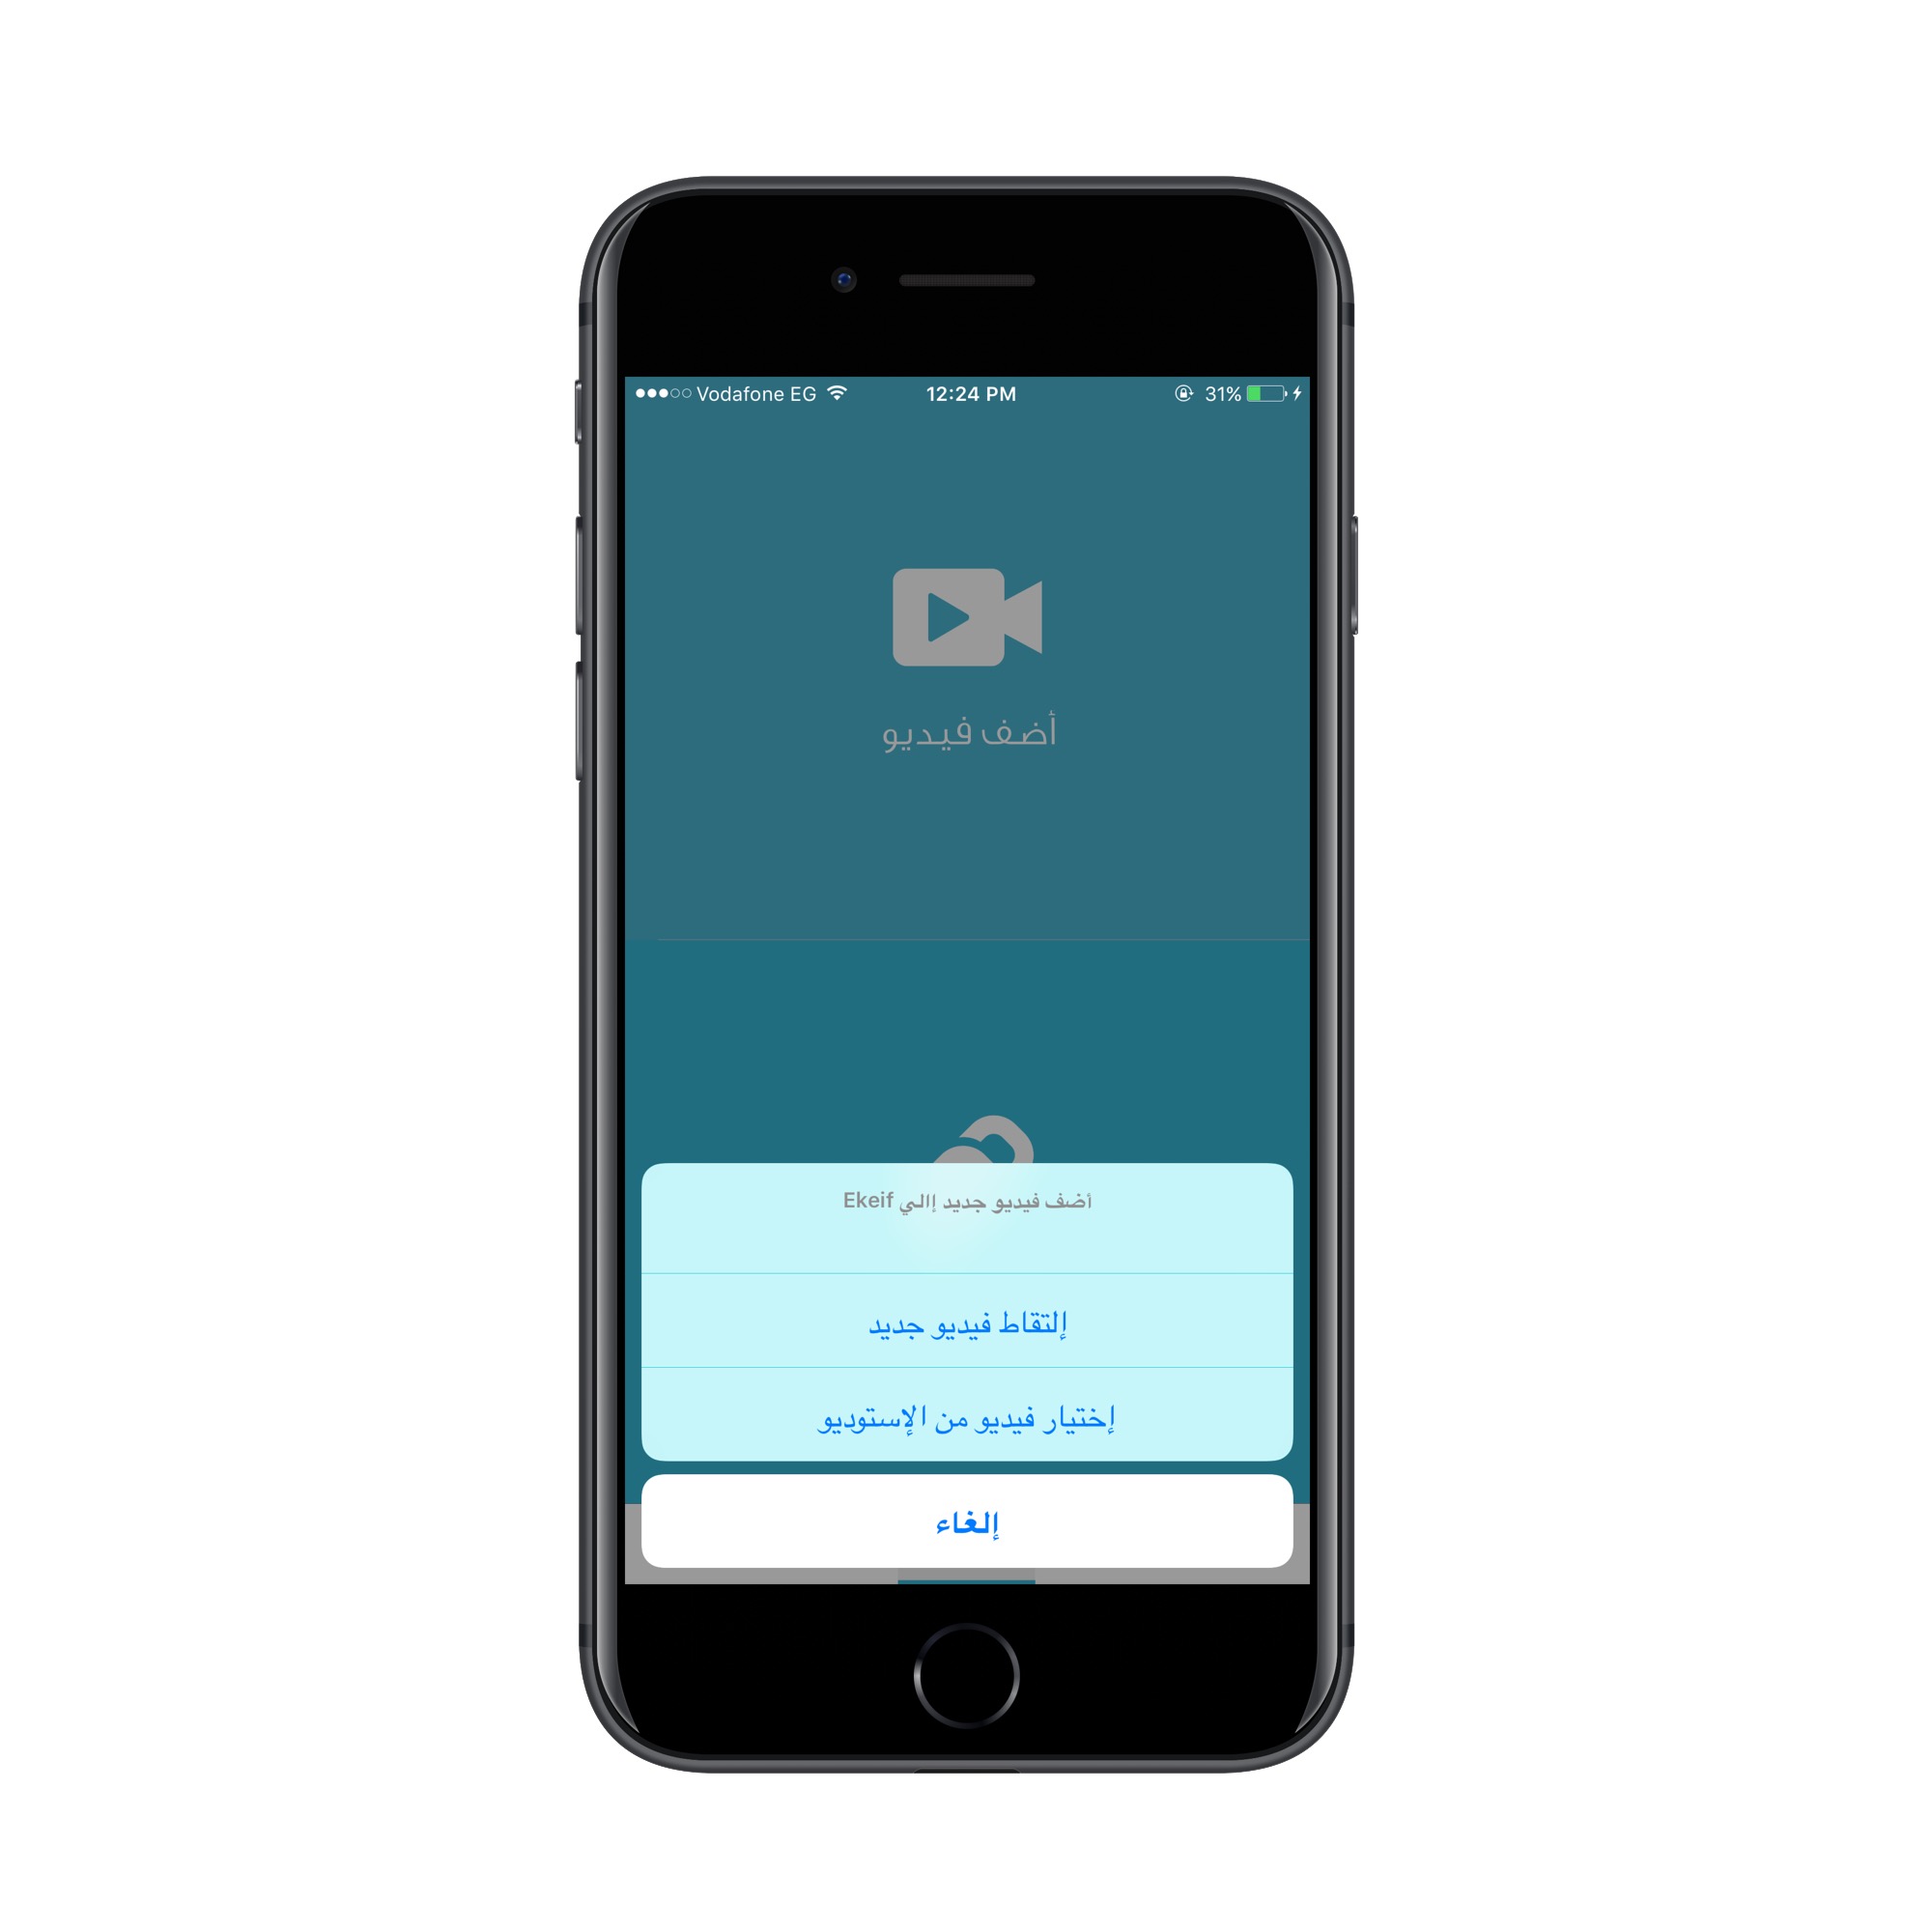 Vodafone EG 12:24 PM 31%
أضف فيديو
أضف فيديو جديد إالي Ekeif
إلتقاط فيديو جديد
إختيار فيديو من الإستوديو
إلغاء